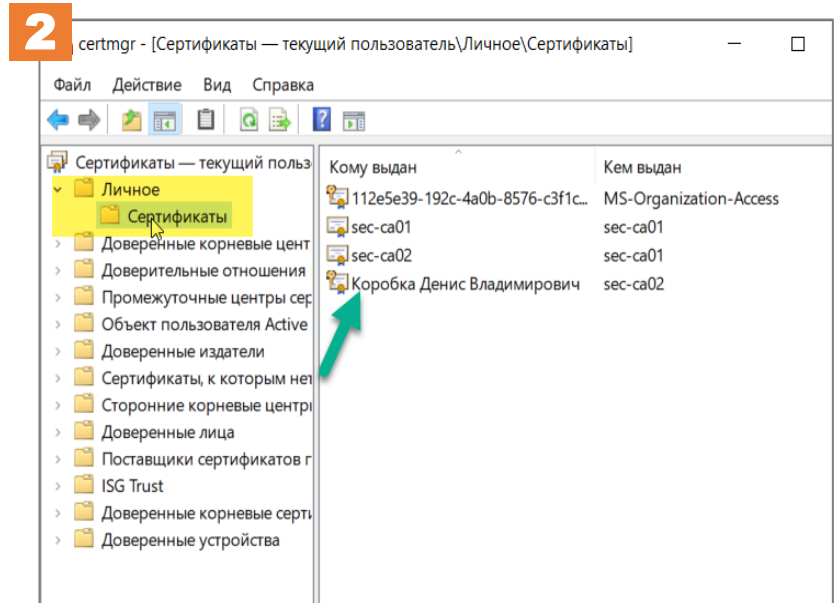 2
certmgr - [Сертификаты — текущий пользователь\Личное\Сертификаты]
Файл Действие Вид Справка
Сертификаты — текущий польз
Личное
Сертификаты
Доверенные корневые цент
Доверительные отношения
Промежуточные центры сер
Объект пользователя Active
Доверенные издатели
Сертификаты, к которым нет
Сторонние корневые центры
Доверенные лица
Поставщики сертификатов г
ISG Trust
Доверенные корневые серти
Доверенные устройства
Кому выдан Кем выдан
112e5e39-192c-4a0b-8576-c3f1c... MS-Organization-Access
sec-ca01 sec-ca01
sec-ca02 sec-ca01
Коробка Денис Владимирович sec-ca02